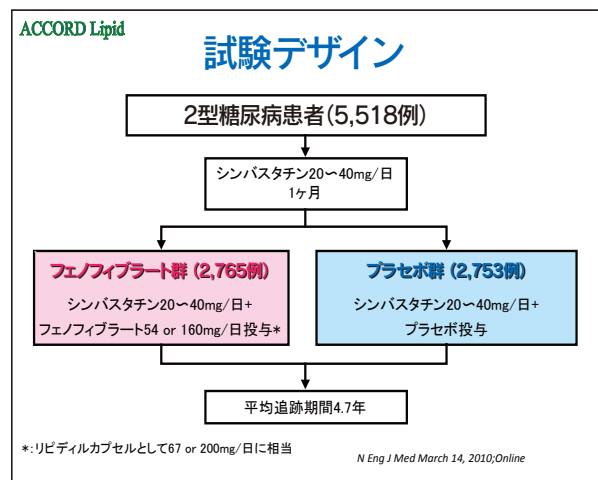 ACCORD Lipid
試験デザイン
2型糖尿病患者(5,518例)
シンバスタチン20〜40mg/日
1ヶ月
フェノフィブラート群 (2,765例)
シンバスタチン20〜40mg/日+
フェノフィブラート54 or 160mg/日投与*
プラセボ群 (2,753例)
シンバスタチン20〜40mg/日+
プラセボ投与
平均追跡期間4.7年
*:リピディルカプセルとして67 or 200mg/日に相当
N Eng J Med March 14, 2010;Online